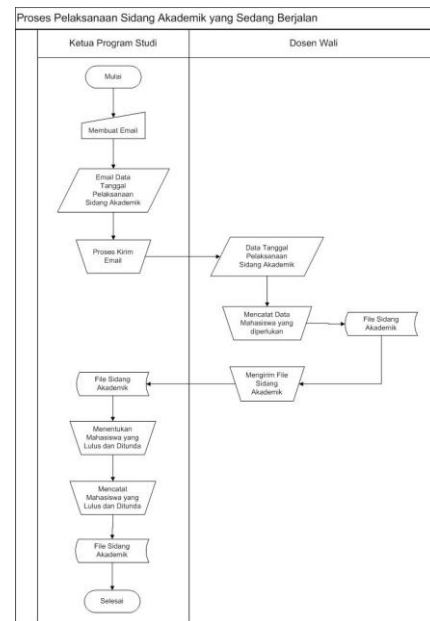 Proses Pelaksanaan Sidang Akademik yang Sedang Berjalan
Ketua Program Studi
Dosen Wali
Mulai
Membuat Email
Email Data
Tanggal
Pelaksanaan
Sidang Akademik
Proses Kirim
Email
Data Tanggal
Pelaksanaan
Sidang Akademik
Mencatat Data
Mahasiswa yang
diperlukan
File Sidang
Akademik
Mengirim File
Sidang
Akademik
File Sidang
Akademik
Menentukan
Mahasiswa yang
Lulus dan Ditunda
Mencatat
Mahasiswa yang
Lulus dan Ditunda
File Sidang
Akademik
Selesai